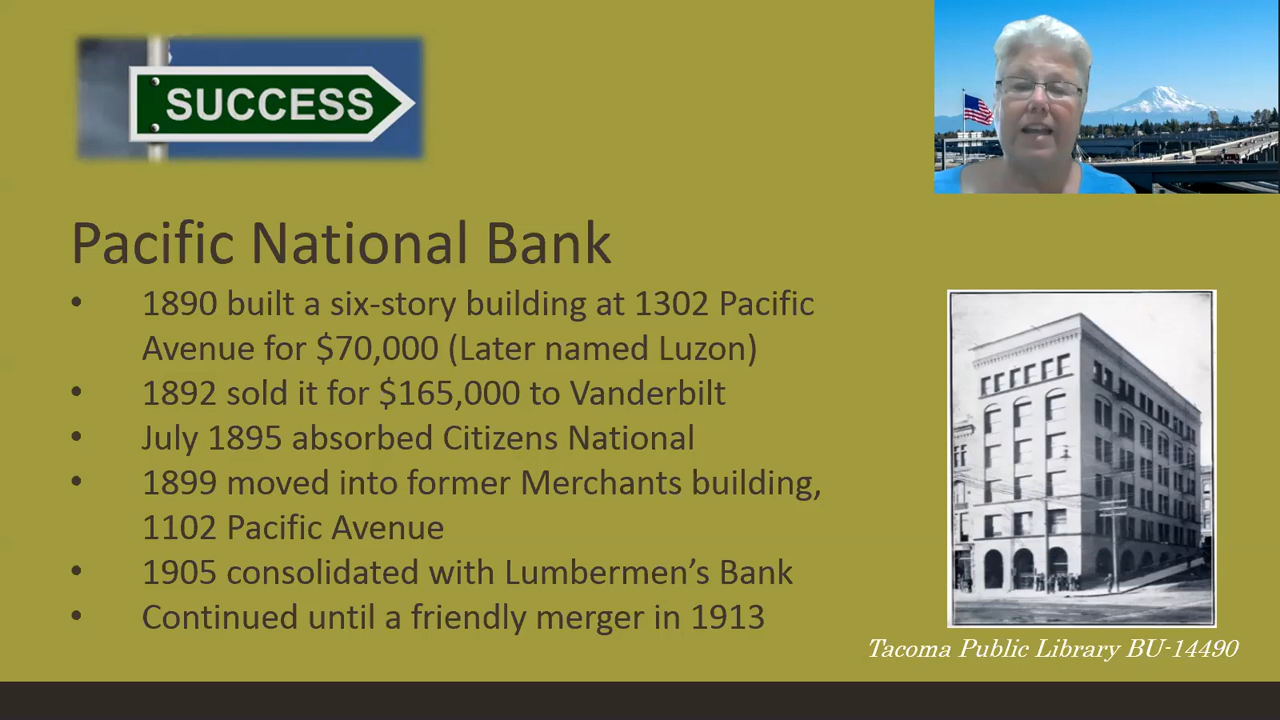 SUCCESS
Pacific National Bank
• 1890 built a six-story building at 1302 Pacific
Avenue for $70,000 (Later named Luzon)
• 1892 sold it for $165,000 to Vanderbilt
• July 1895 absorbed Citizens National
• 1899 moved into former Merchants building,
1102 Pacific Avenue
• 1905 consolidated with Lumbermen’s Bank
• Continued until a friendly merger in 1913
Tacoma Public Library BU-14490